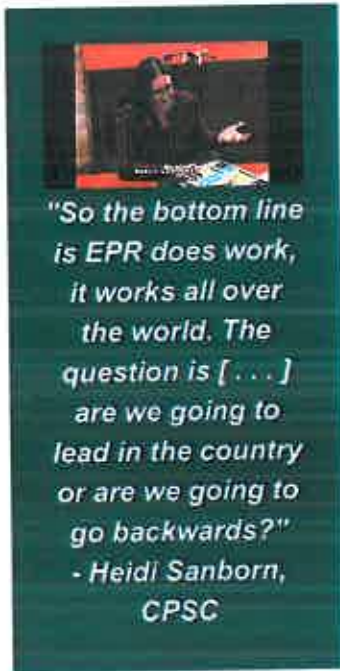 "So the bottom line
is EPR does work,
it works all over
the world. The
question is [ . . . ]
are we going to
lead in the country
or are we going to
go backwards?"
- Heidi Sanborn,
CPSC